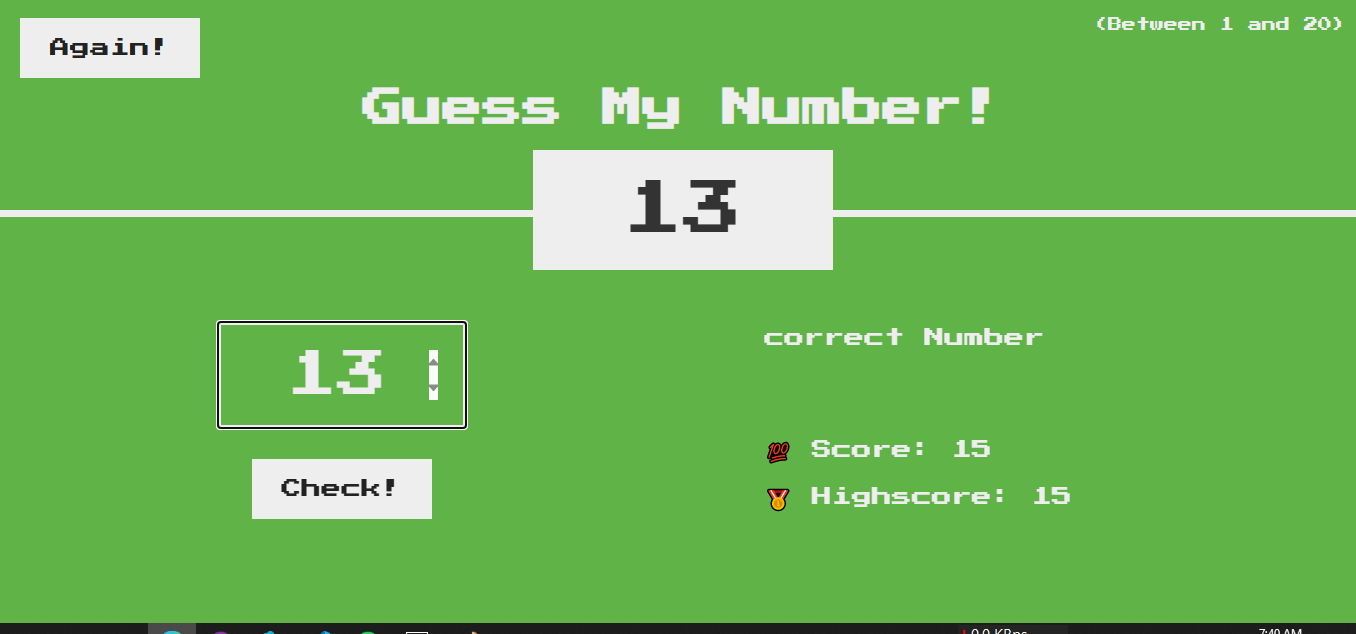 Again!
(Between 1 and 20)
Guess My Number!
13
13
correct Number
💯 Score: 15
🥇 Highscore: 15
Check!